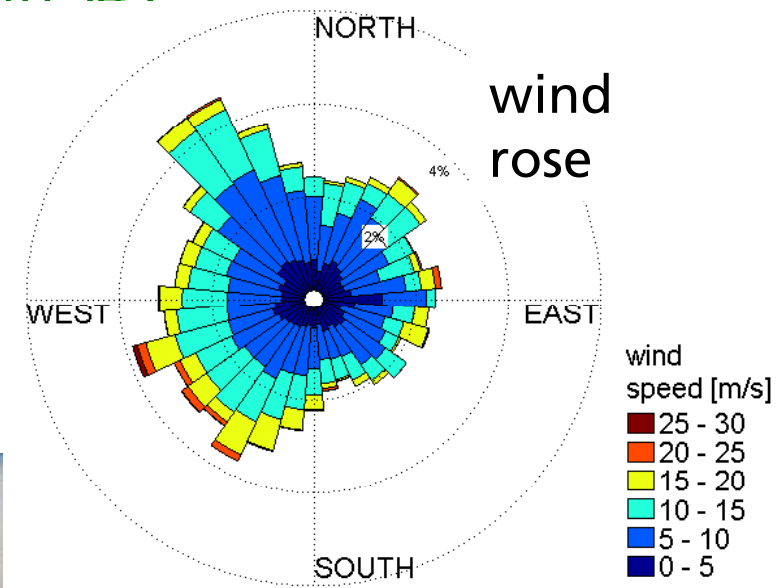 NORTH
wind
rose
4%
2%
WEST
EAST
wind
speed [m/s]
25 - 30
20 - 25
15 - 20
10 - 15
5 - 10
0 - 5
SOUTH